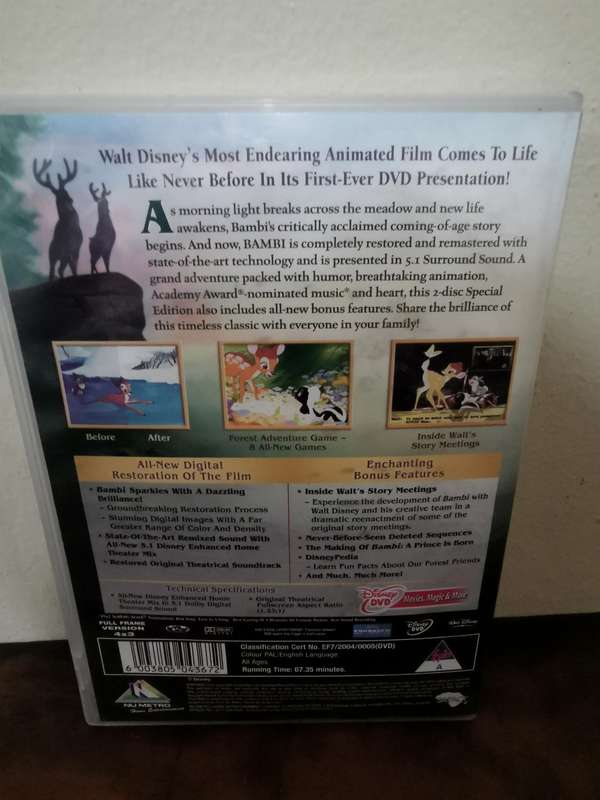 Walt Disney's Most Endearing Animated Film Comes To Life
Like Never Before In Its First-Ever DVD Presentation!
As morning light breaks across the meadow and new life
awakens, Bambi's critically acclaimed coming-of-age story
begins. And now, BAMBI is completely restored and remastered with
state-of-the-art technology and is presented in 5.1 Surround Sound. A
grand adventure packed with humor, breathtaking animation,
Academy Award®-nominated music* and heart, this 2-disc Special
Edition also includes all-new bonus features. Share the brilliance of
this timeless classic with everyone in your family!
Before After
Forest Adventure Game –
8 All-New Games
Inside Walt's
Story Meetings
All-New Digital
Restoration Of The Film
• Bambi Sparkles With A Dazzling
Brilliance!
– Groundbreaking Restoration Process
– Stunning Digital Images With A Far
Greater Range Of Color And Density
• State-Of-The-Art Remixed Sound With
All-New 5.1 Disney Enhanced Home
Theater Mix
• Restored Original Theatrical Soundtrack
Enchanting
Bonus Features
• Inside Walt's Story Meetings
– Experience the development of Bambi with
Walt Disney and his creative team in a
dramatic reenactment of some of the
original story meetings.
• Never-Before-Seen Deleted Sequences
• The Making Of Bambi: A Prince Is Born
• DisneyPedia
– Learn Fun Facts About Our Forest Friends
• And Much, Much More!
Technical Specifications
• All-New Disney Enhanced Home
Theater Mix in 5.1 Dolby Digital
Surround Sound
• Original Theatrical
Fullscreen Aspect Ratio
(1.33:1)
Disney DVD Movies, Magic & More
FULL FRAME
VERSION
4x3
Disney DVD
Classification Cert No. EF7/2004/0005(DVD)
Colour PAL:English Language
All Ages
Running Time: 67.35 minutes.
A
6 003805 043672
© Disney
NU METRO
Home Entertainment